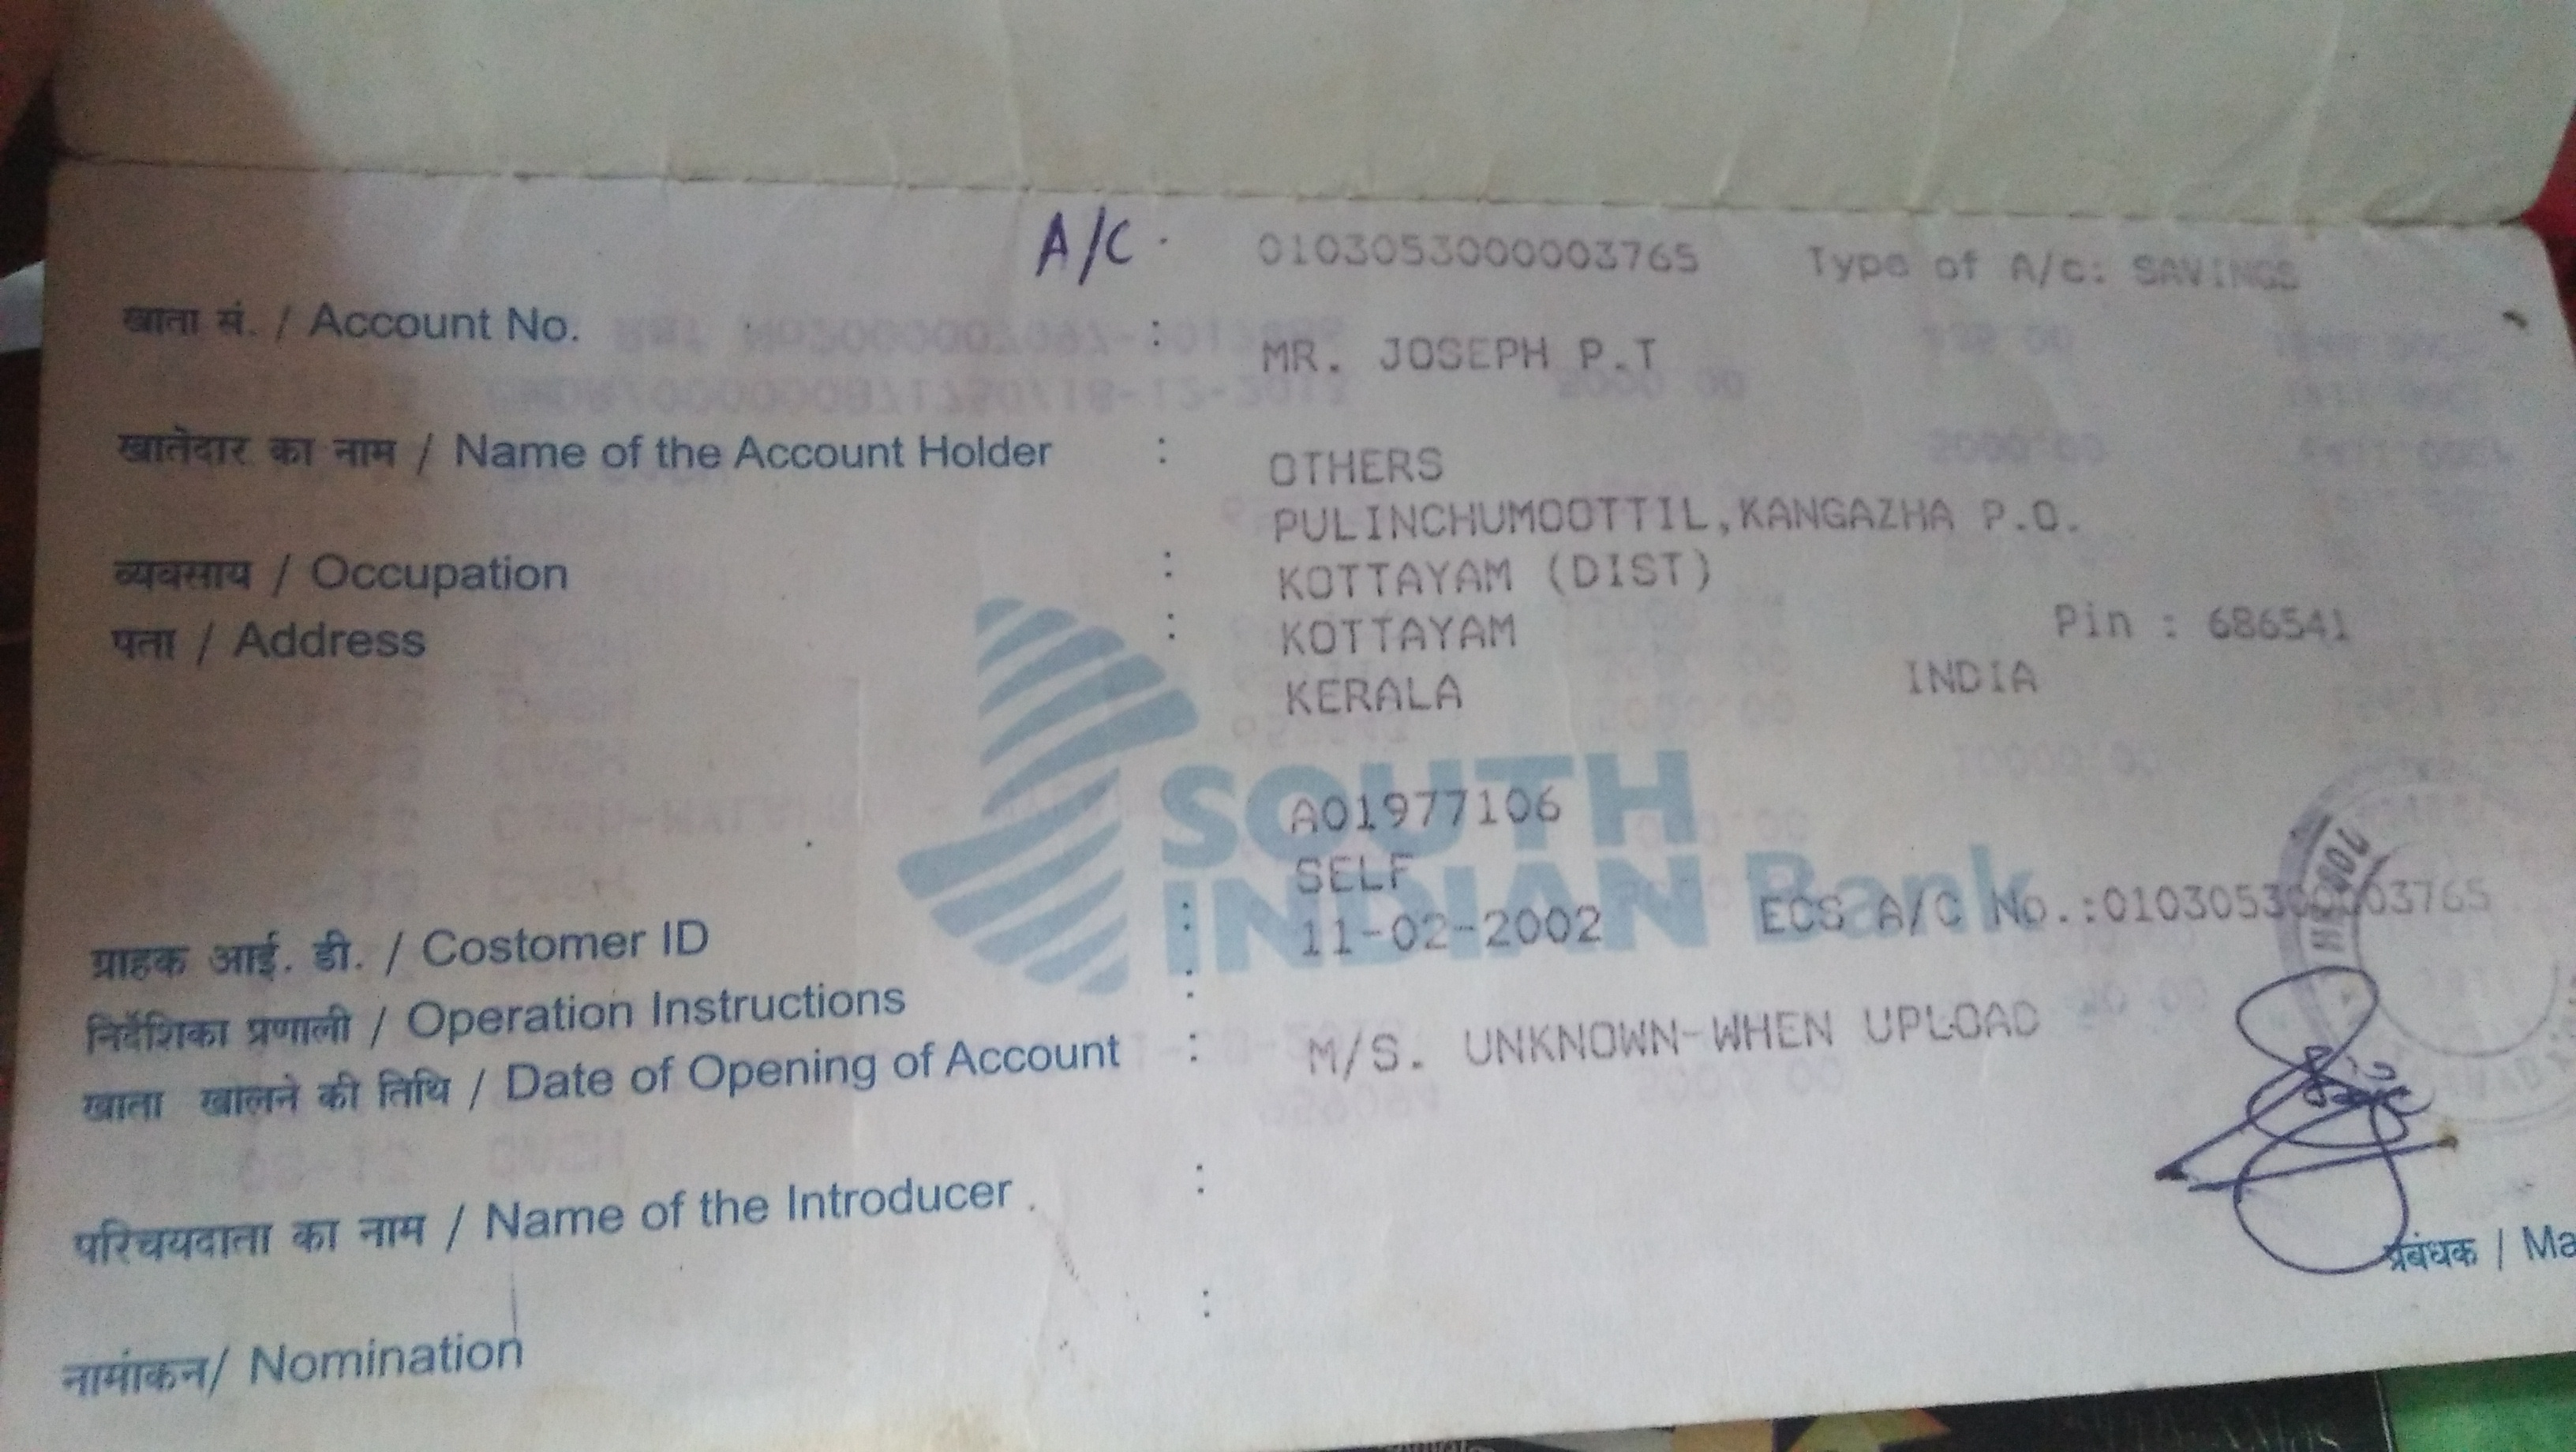 A/C. 0103053000003765 Type of A/c: SAVINGS
खाता सं. / Account No. :
MR. JOSEPH P.T
खातेदार का नाम / Name of the Account Holder :
OTHERS
PULINCHUMOOTTIL,KANGAZHA P.O.
व्यवसाय / Occupation :
KOTTAYAM (DIST)
पता / Address :
KOTTAYAM Pin : 686541
KERALA INDIA
SOUTH
INDIAN Bank
A01977106
SELF
ग्राहक आई. डी. / Costomer ID :
11-02-2002 ECS A/C No.:0103053000003765
निर्देशिका प्रणाली / Operation Instructions :
खाता खालने की तिथि / Date of Opening of Account :
M/S. UNKNOWN-WHEN UPLOAD
परिचयदाता का नाम / Name of the Introducer :
प्रबंधक / Ma
नामांकन/ Nomination :